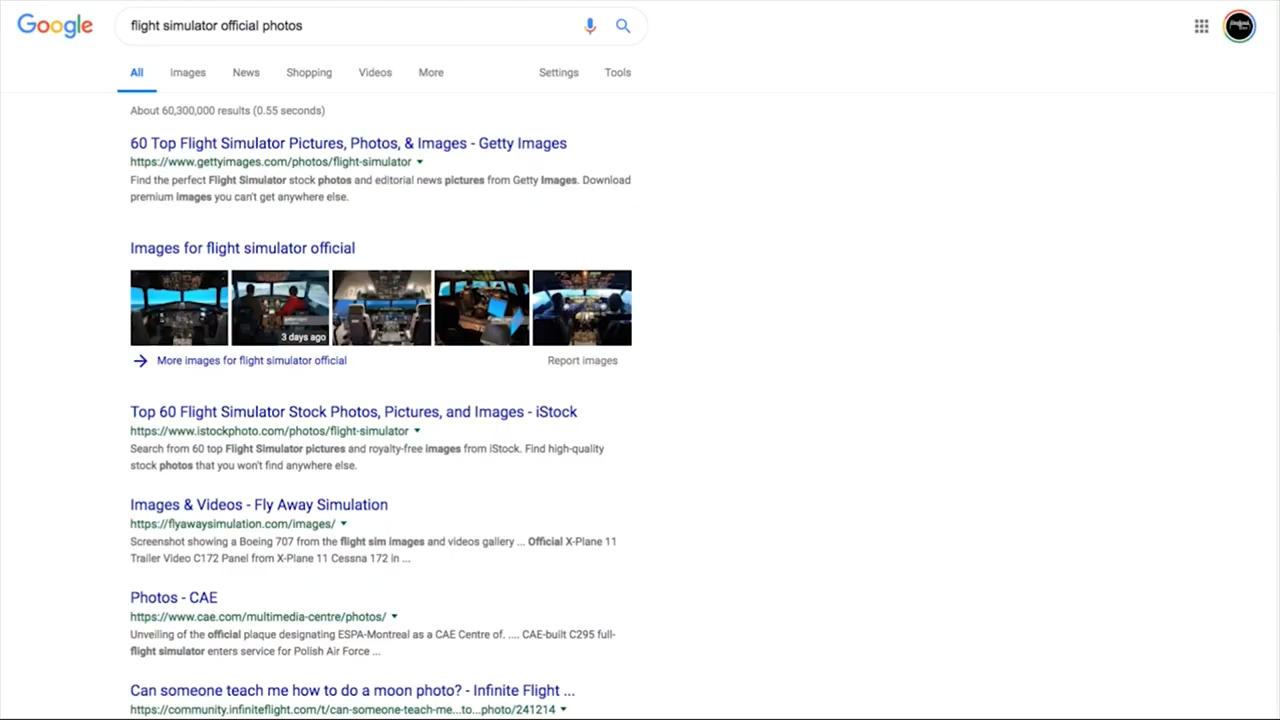 Google
flight simulator official photos
All Images News Shopping Videos More Settings Tools
About 60,300,000 results (0.55 seconds)
60 Top Flight Simulator Pictures, Photos, & Images - Getty Images
https://www.gettyimages.com/photos/flight-simulator
Find the perfect Flight Simulator stock photos and editorial news pictures from Getty Images. Download
premium images you can't get anywhere else.
Images for flight simulator official
3 days ago
More images for flight simulator official Report images
Top 60 Flight Simulator Stock Photos, Pictures, and Images - iStock
https://www.istockphoto.com/photos/flight-simulator
Search from 60 top Flight Simulator pictures and royalty-free images from iStock. Find high-quality
stock photos that you won't find anywhere else.
Images & Videos - Fly Away Simulation
https://flyawaysimulation.com/images/
Screenshot showing a Boeing 707 from the flight sim images and videos gallery ... Official X-Plane 11
Trailer Video C172 Panel from X-Plane 11 Cessna 172 in ...
Photos - CAE
https://www.cae.com/multimedia-centre/photos/
Unveiling of the official plaque designating ESPA-Montreal as a CAE Centre of. .... CAE-built C295 full-
flight simulator enters service for Polish Air Force ...
Can someone teach me how to do a moon photo? - Infinite Flight ...
https://community.infiniteflight.com/t/can-someone-teach-me...to...photo/241214